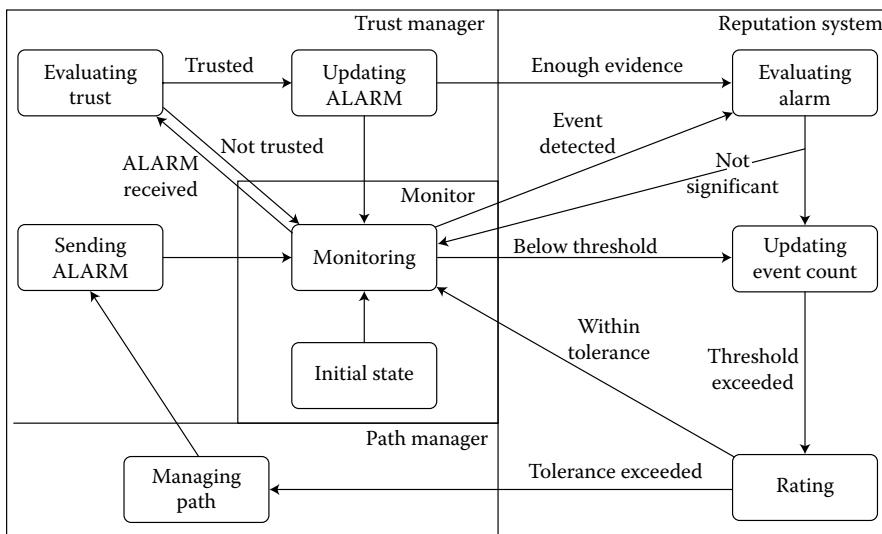 Trust manager
Reputation system
Evaluating
trust
Trusted
Updating
ALARM
Enough evidence
Evaluating
alarm
Not trusted
ALARM
received
Event
detected
Not
significant
Monitor
Sending
ALARM
Monitoring
Below threshold
Updating
event count
Initial state
Within
tolerance
Threshold
exceeded
Path manager
Managing
path
Tolerance exceeded
Rating